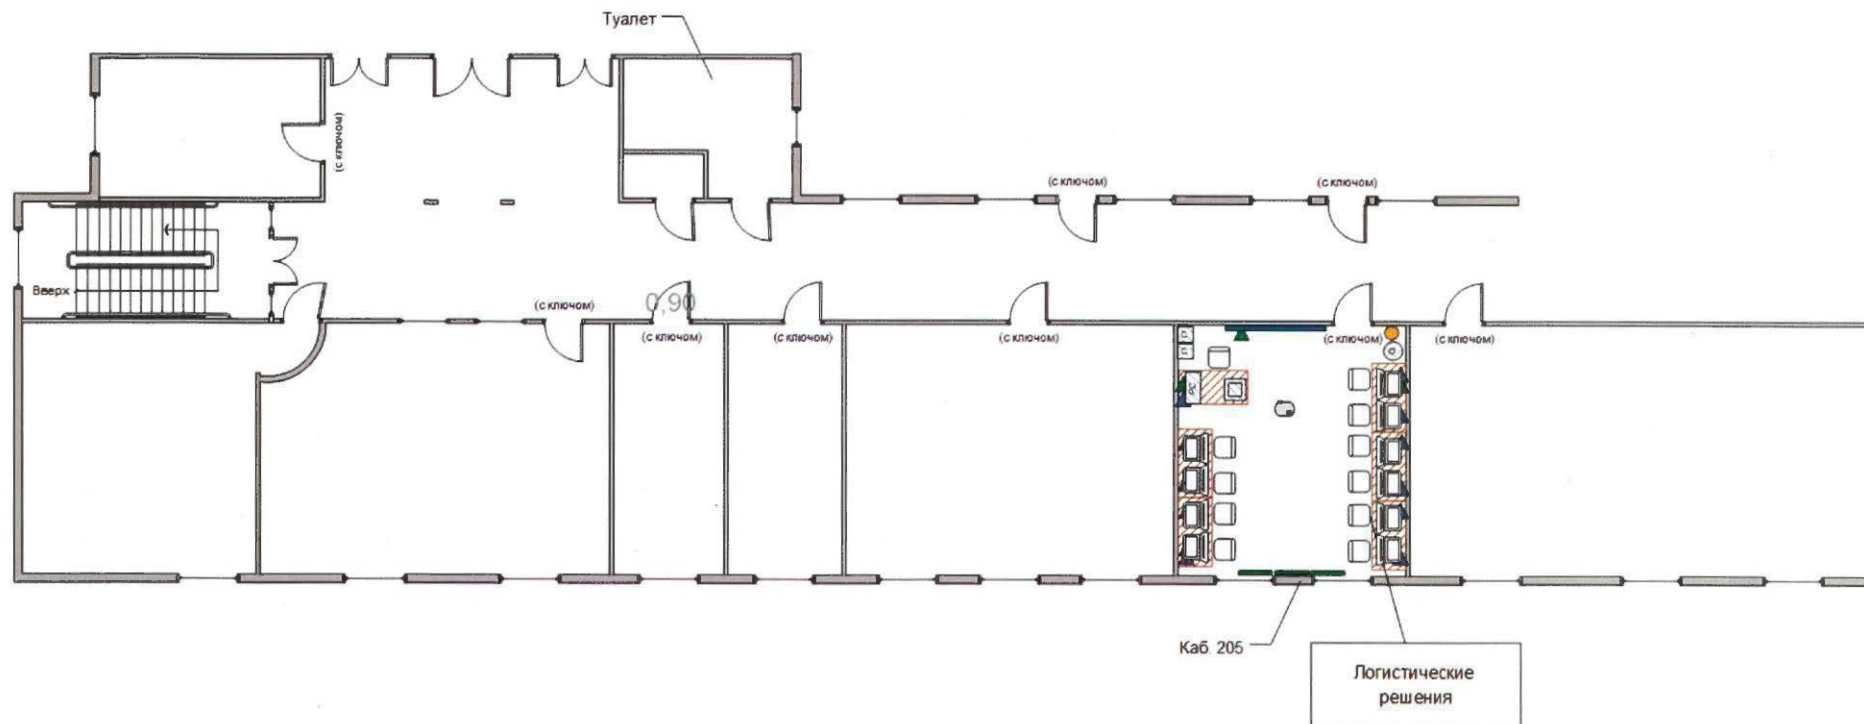 Туалет
(с ключом)
(с ключом)
(с ключом)
Вверх
(с ключом)
0,90
(с ключом)
(с ключом)
(с ключом)
(с ключом)
(с ключом)
Каб. 205
Логистические
решения